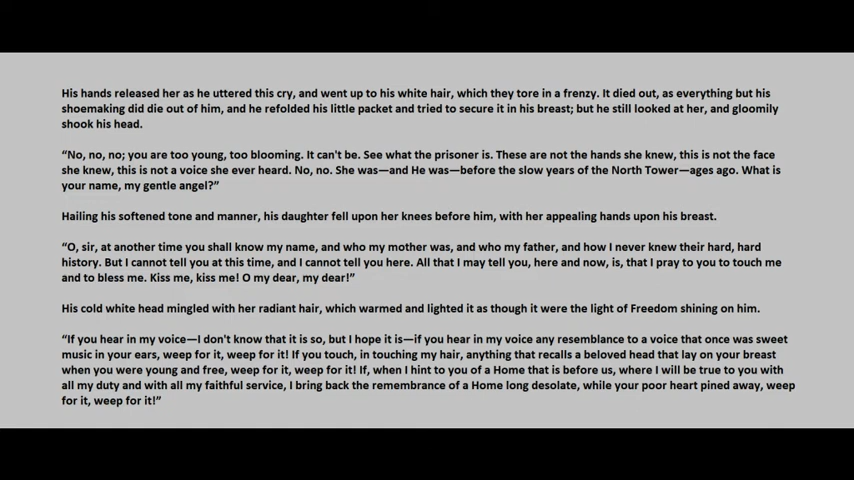 His hands released her as he uttered this cry, and went up to his white hair, which they tore in a frenzy. It died out, as everything but his
shoemaking did die out of him, and he refolded his little packet and tried to secure it in his breast; but he still looked at her, and gloomily
shook his head.
“No, no, no; you are too young, too blooming. It can't be. See what the prisoner is. These are not the hands she knew, this is not the face
she knew, this is not a voice she ever heard. No, no. She was—and He was—before the slow years of the North Tower—ages ago. What is
your name, my gentle angel?”
Hailing his softened tone and manner, his daughter fell upon her knees before him, with her appealing hands upon his breast.
“O, sir, at another time you shall know my name, and who my mother was, and who my father, and how I never knew their hard, hard
history. But I cannot tell you at this time, and I cannot tell you here. All that I may tell you, here and now, is, that I pray to you to touch me
and to bless me. Kiss me, kiss me! O my dear, my dear!”
His cold white head mingled with her radiant hair, which warmed and lighted it as though it were the light of Freedom shining on him.
“If you hear in my voice—I don't know that it is so, but I hope it is—if you hear in my voice any resemblance to a voice that once was sweet
music in your ears, weep for it, weep for it! If you touch, in touching my hair, anything that recalls a beloved head that lay on your breast
when you were young and free, weep for it, weep for it! If, when I hint to you of a Home that is before us, where I will be true to you with
all my duty and with all my faithful service, I bring back the remembrance of a Home long desolate, while your poor heart pined away, weep
for it, weep for it!”